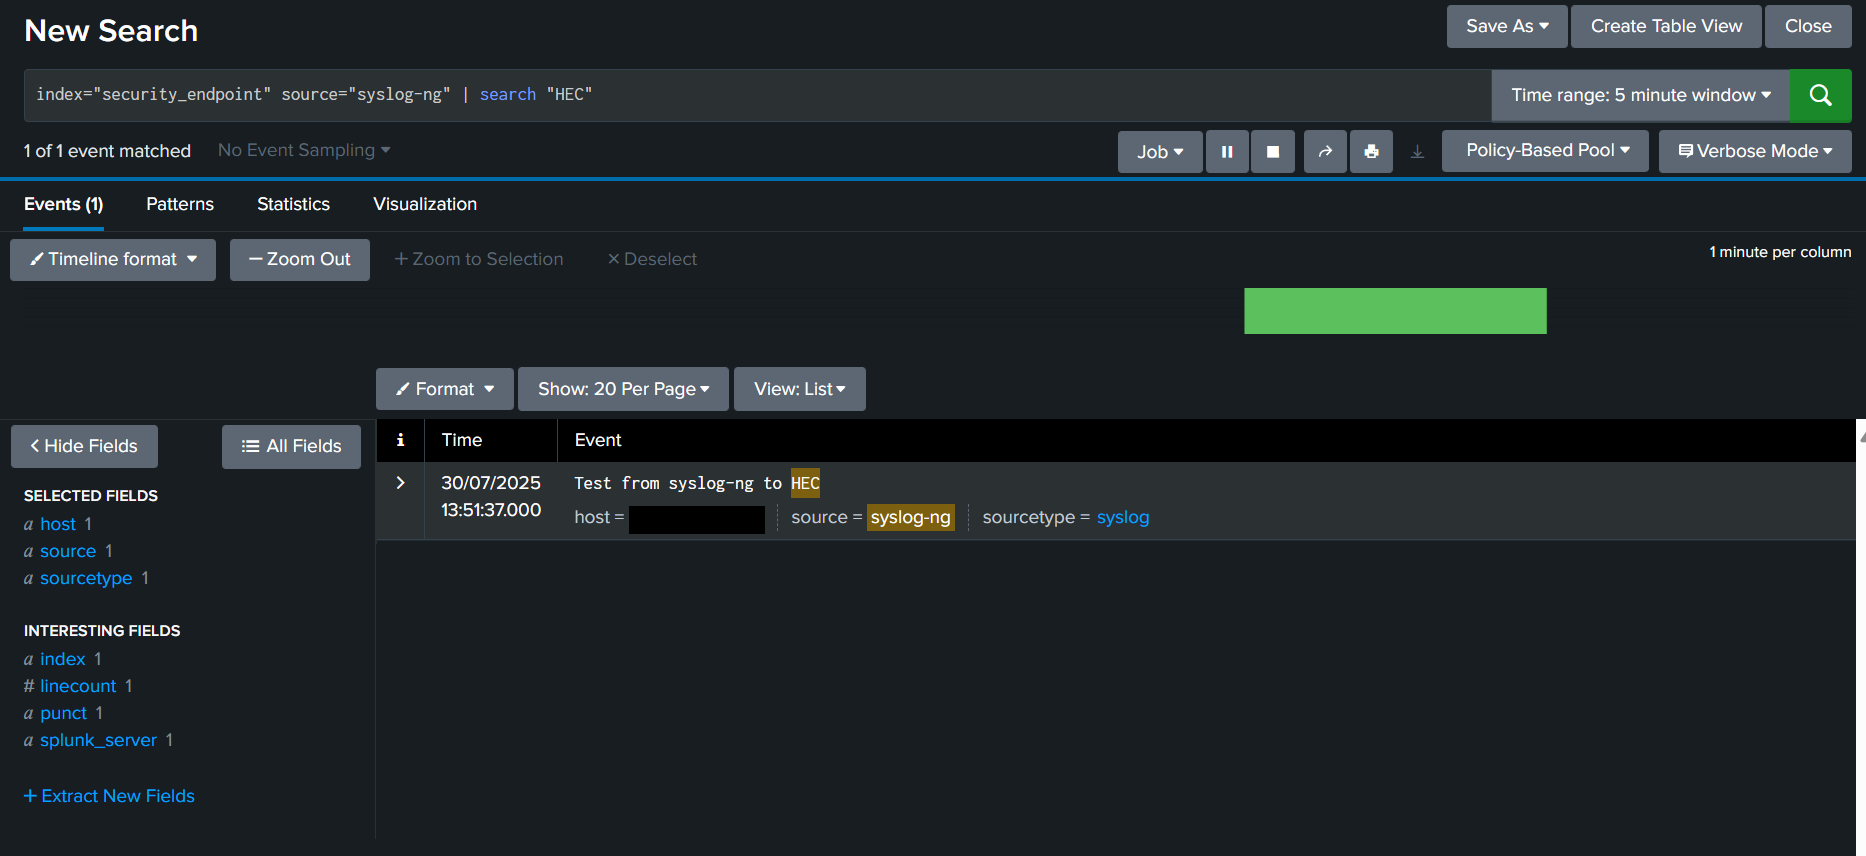 New Search
Save As
Create Table View
Close
index="security_endpoint" source="syslog-ng" | search "HEC"
Time range: 5 minute window
1 of 1 event matched
No Event Sampling
Job
Policy-Based Pool
Verbose Mode
Events (1)
Patterns
Statistics
Visualization
Timeline format
Zoom Out
+ Zoom to Selection
× Deselect
1 minute per column
Format
Show: 20 Per Page
View: List
< Hide Fields
All Fields
i
Time
Event
SELECTED FIELDS
a host 1
a source 1
a sourcetype 1
INTERESTING FIELDS
a index 1
# linecount 1
a punct 1
a splunk_server 1
+ Extract New Fields
>
30/07/2025
13:51:37.000
Test from syslog-ng to HEC
host =
source = syslog-ng
sourcetype = syslog